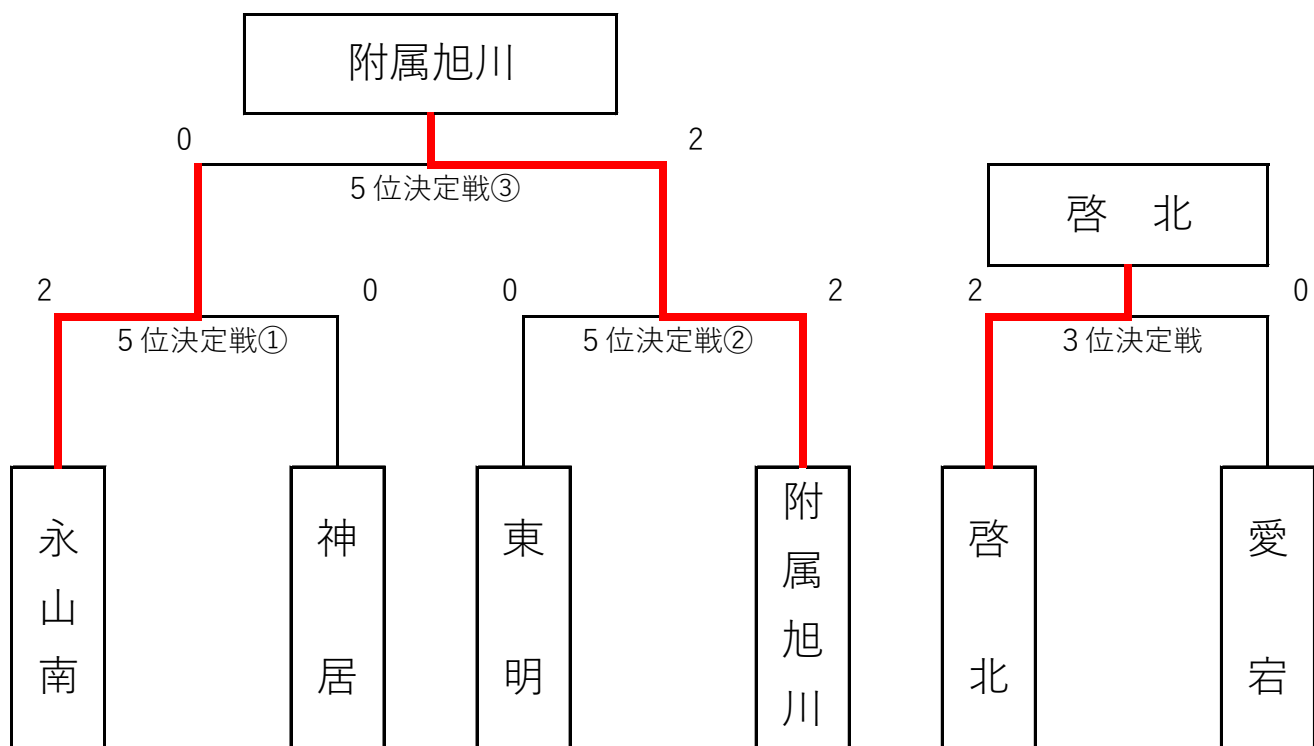 附属旭川
0
2
5位決定戦③
啓　北
2
0
0
2
2
0
5位決定戦①
5位決定戦②
3位決定戦
永山南
神居
東明
附属旭川
啓北
愛宕